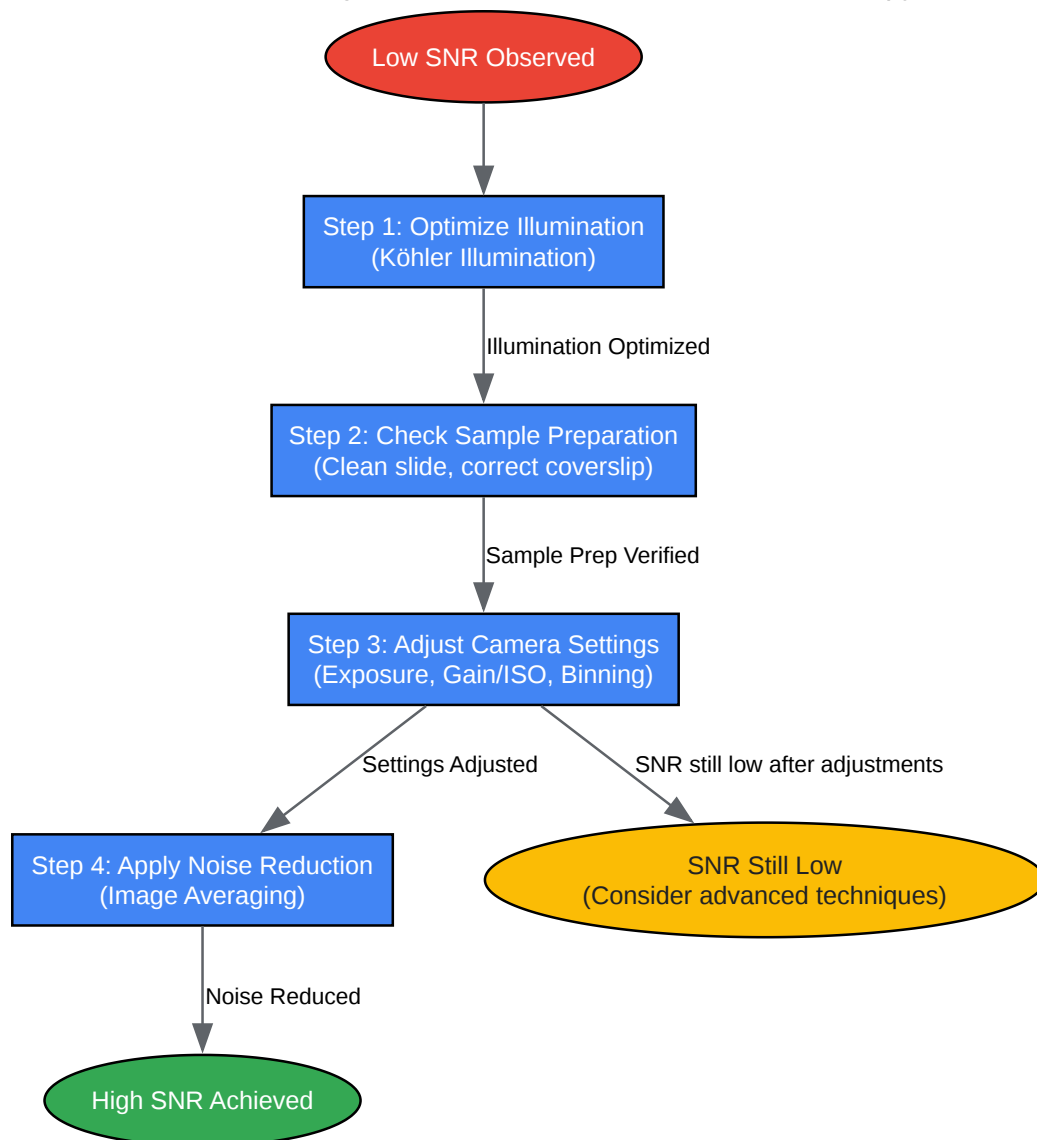 Low SNR Observed
Step 1: Optimize Illumination
(Köhler Illumination)
Illumination Optimized
Step 2: Check Sample Preparation
(Clean slide, correct coverslip)
Sample Prep Verified
Step 3: Adjust Camera Settings
(Exposure, Gain/ISO, Binning)
Settings Adjusted
SNR still low after adjustments
Step 4: Apply Noise Reduction
(Image Averaging)
SNR Still Low
(Consider advanced techniques)
Noise Reduced
High SNR Achieved